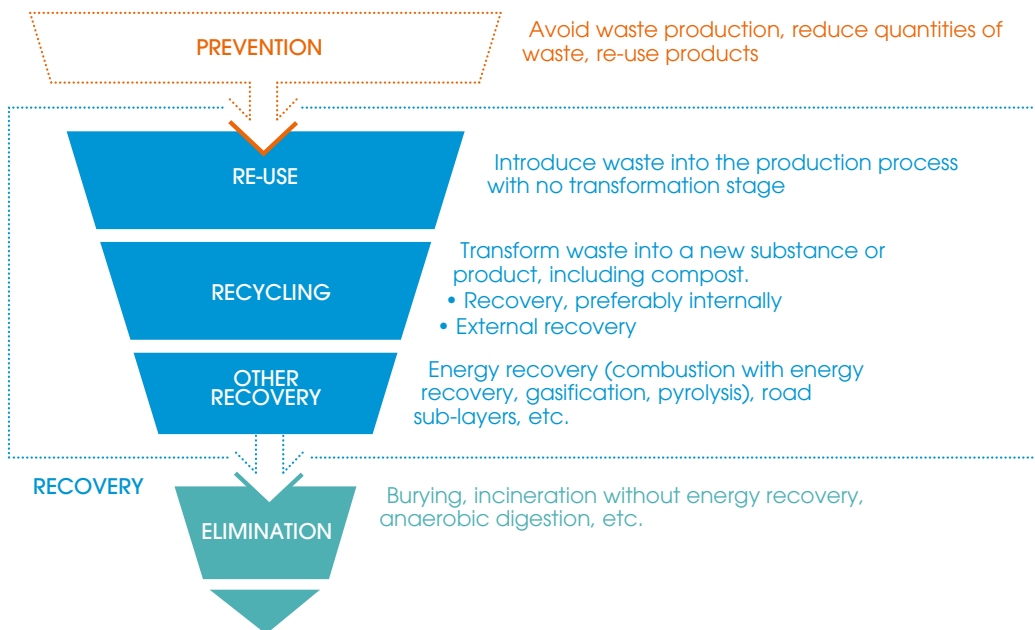 PREVENTION
Avoid waste production, reduce quantities of
waste, re-use products
RE-USE
Introduce waste into the production process
with no transformation stage
RECYCLING
Transform waste into a new substance or
product, including compost.
• Recovery, preferably internally
• External recovery
OTHER
RECOVERY
Energy recovery (combustion with energy
recovery, gasification, pyrolysis), road
sub-layers, etc.
RECOVERY
ELIMINATION
Burying, incineration without energy recovery,
anaerobic digestion, etc.